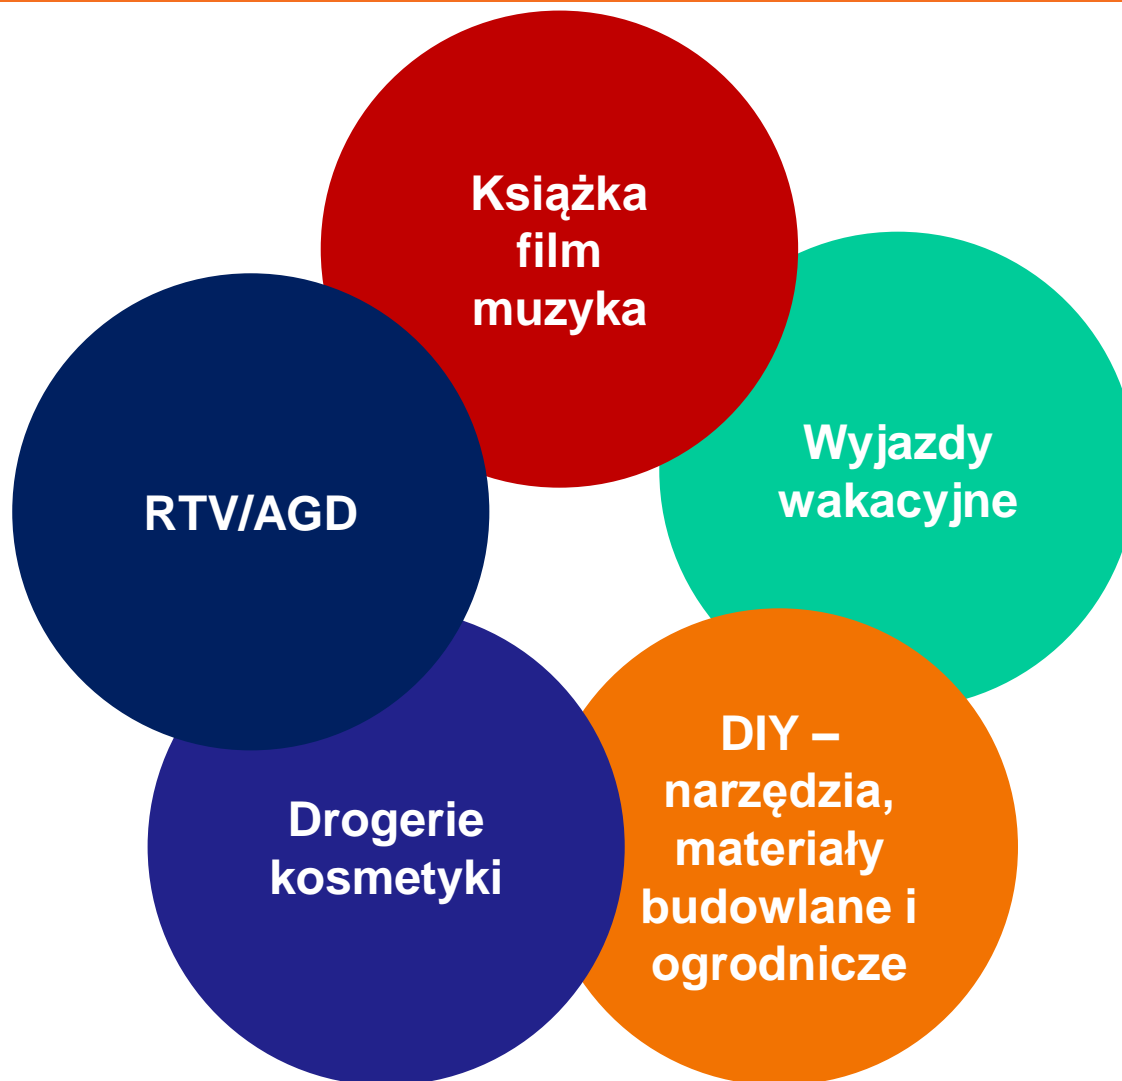 Książka
film
muzyka
Wyjazdy
wakacyjne
RTV/AGD
DIY –
narzędzia,
materiały
budowlane i
ogrodnicze
Drogerie
kosmetyki